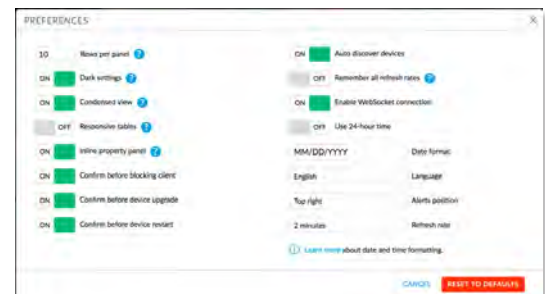 PREFERENCES
10 Rows per panel
ON Dark settings
ON Condensed view
OFF Responsive tables
ON Inline property panel
ON Confirm before blocking client
ON Confirm before device upgrade
ON Confirm before device restart
ON Auto discover devices
OFF Remember all refresh rates
ON Enable WebSocket connection
OFF Use 24-hour time
MM/DD/YYYY Date format
English Language
Top right Alerts position
2 minutes Refresh rate
Learn more about date and time formatting.
CANCEL RESET TO DEFAULTS